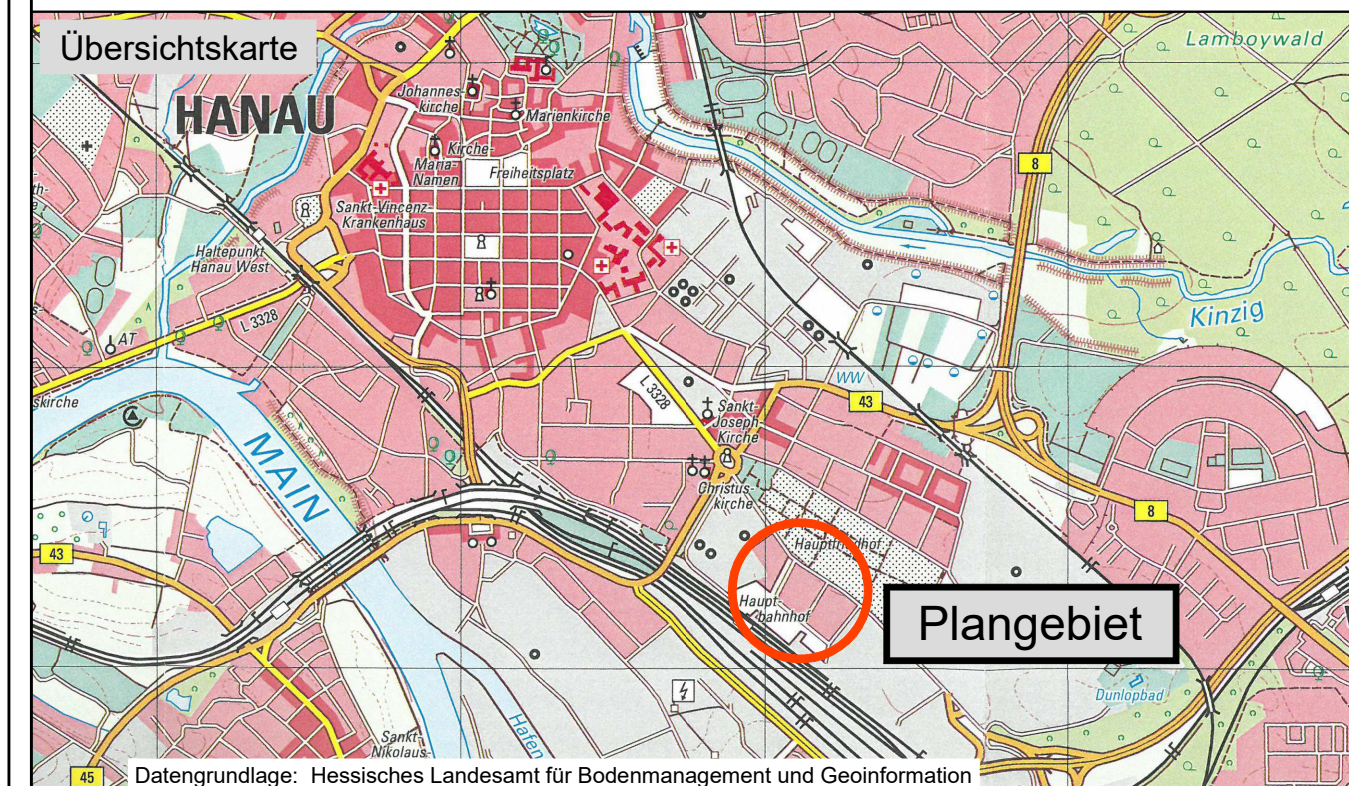 Übersichtskarte
Lamboywald
HANAU
Johannes-
kirche
Marienkirche
Kirche-
Maria-
Namen
Freiheitsplatz
8
Sankt-Vincenz-
Krankenhaus
Haltepunkt
Hanau West
Kinzig
L 3328
AT
WW
43
L 3328
skirche
Sankt-
Joseph-
Kirche
MAIN
Christus-
kirche
8
43
Hauptfriedhof
Haupt-
bahnhof
Plangebiet
Dunlopbad
Hafen
Sankt-
Nikolaus-
45
Datengrundlage: Hessisches Landesamt für Bodenmanagement und Geoinformation